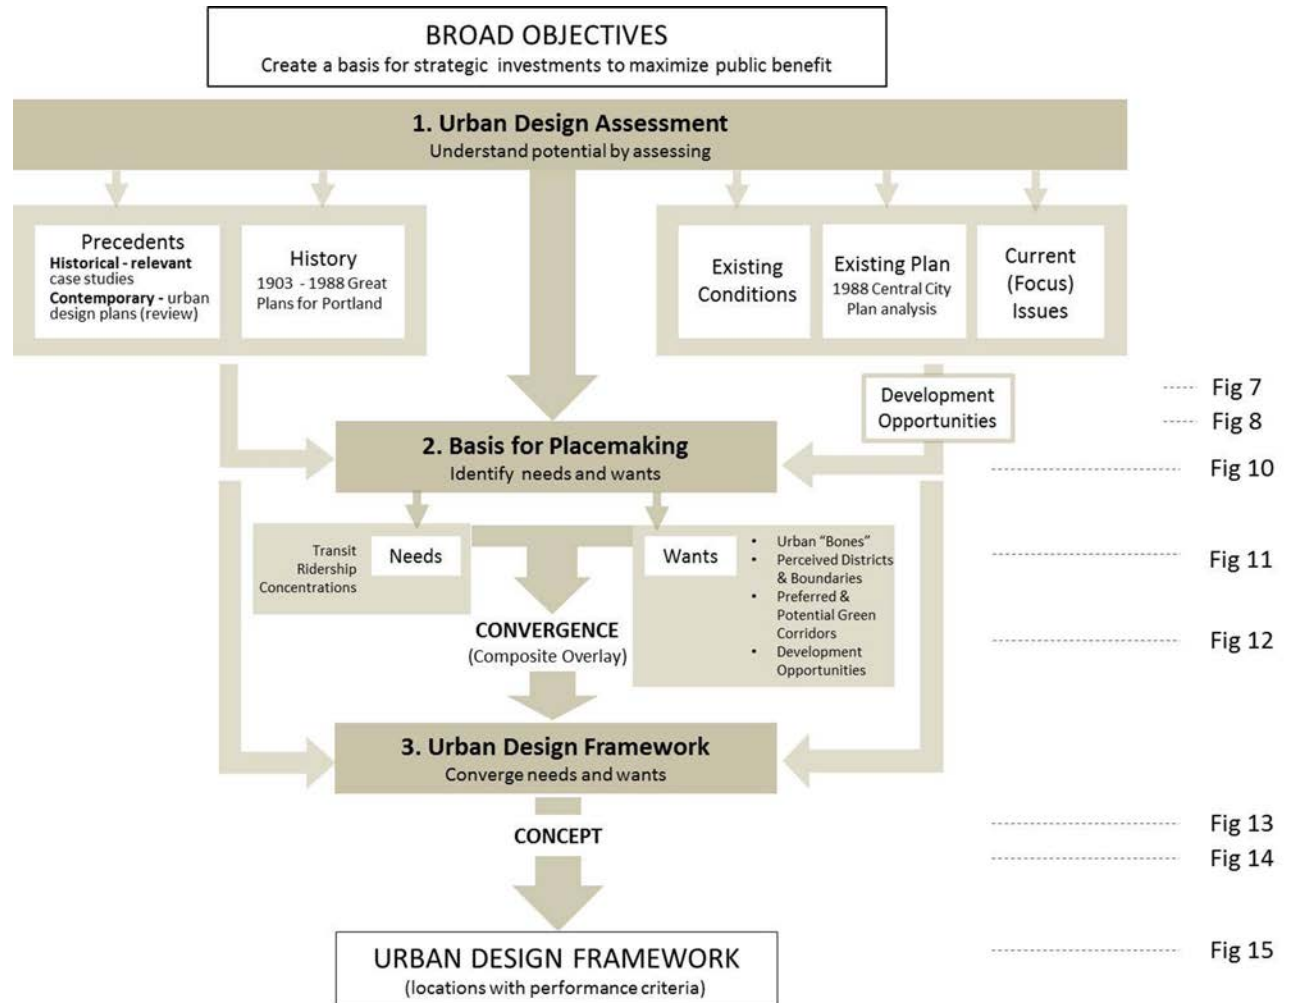 BROAD OBJECTIVES
Create a basis for strategic investments to maximize public benefit
1. Urban Design Assessment
Understand potential by assessing
Precedents
Historical - relevant
case studies
Contemporary - urban
design plans (review)
History
1903 - 1988 Great
Plans for Portland
Existing
Conditions
Existing Plan
1988 Central City
Plan analysis
Current
(Focus)
Issues
Development
Opportunities
Fig 7
Fig 8
2. Basis for Placemaking
Identify needs and wants
Fig 10
Transit
Ridership
Concentrations
Needs
Wants
• Urban “Bones”
• Perceived Districts
& Boundaries
• Preferred &
Potential Green
Corridors
• Development
Opportunities
Fig 11
CONVERGENCE
(Composite Overlay)
Fig 12
3. Urban Design Framework
Converge needs and wants
CONCEPT
Fig 13
Fig 14
URBAN DESIGN FRAMEWORK
(locations with performance criteria)
Fig 15